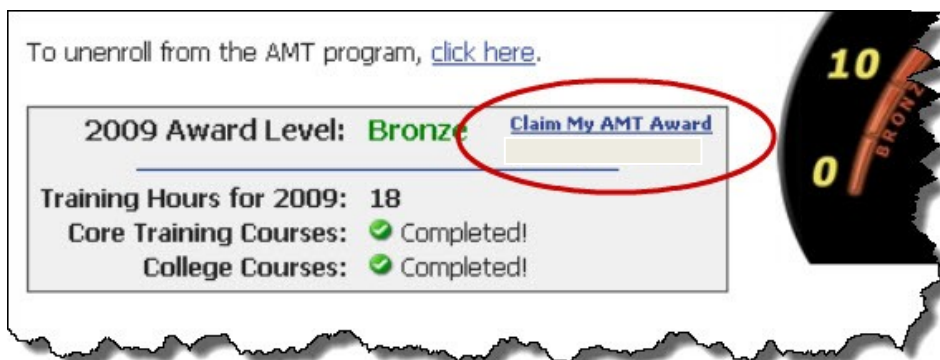 To unenroll from the AMT program, click here.
2009 Award Level: Bronze Claim My AMT Award
Training Hours for 2009: 18
Core Training Courses: Completed!
College Courses: Completed!
10
0
BRONZ